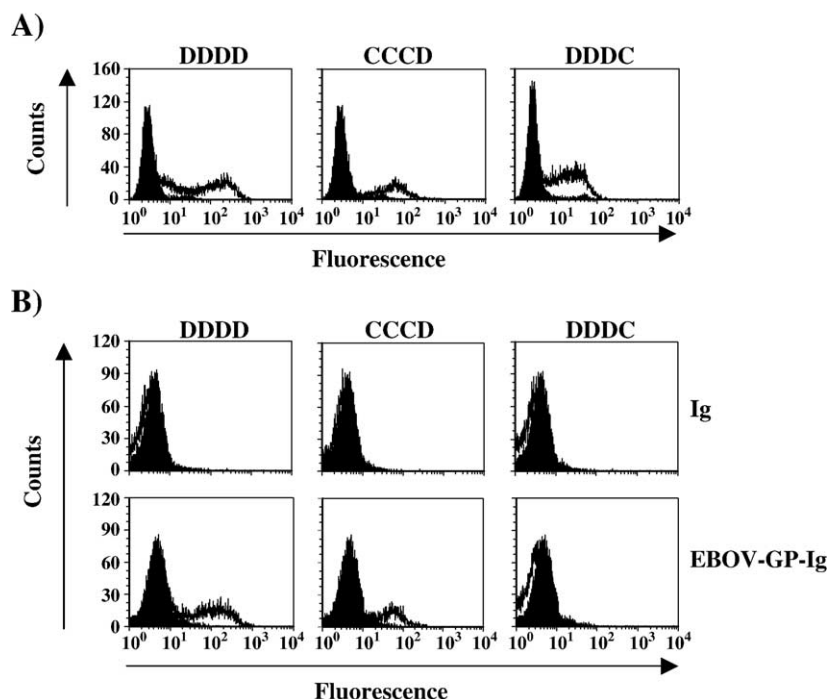 A)
DDDD CCCD DDDC
160
120
80
40
0
Counts
10⁰ 10¹ 10² 10³ 10⁴ 10⁰ 10¹ 10² 10³ 10⁴ 10⁰ 10¹ 10² 10³ 10⁴
Fluorescence
B)
DDDD CCCD DDDC
120
90
60
30
0
Ig
Counts
120
90
60
30
0
EBOV-GP-Ig
10⁰ 10¹ 10² 10³ 10⁴ 10⁰ 10¹ 10² 10³ 10⁴ 10⁰ 10¹ 10² 10³ 10⁴
Fluorescence